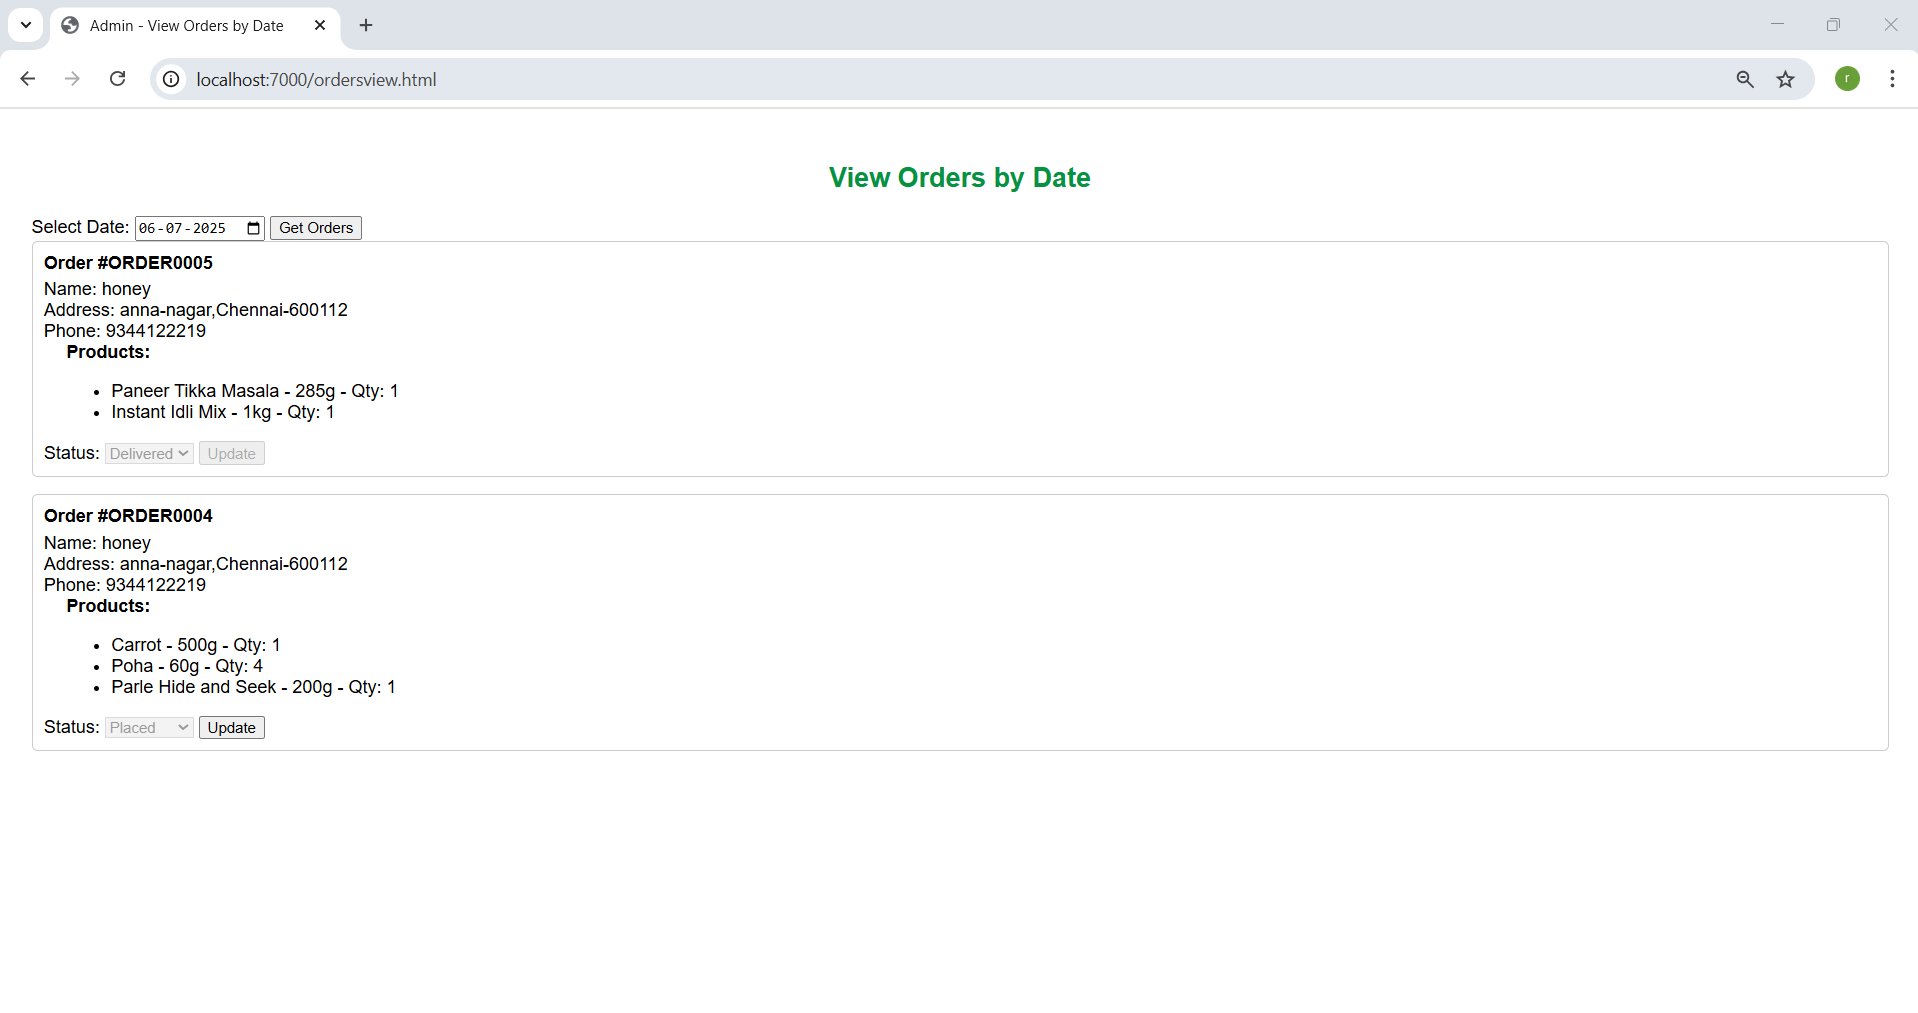 Admin - View Orders by Date
localhost:7000/ordersview.html
r
View Orders by Date
Select Date: 06-07-2025 Get Orders
Order #ORDER0005
Name: honey
Address: anna-nagar,Chennai-600112
Phone: 9344122219
Products:
• Paneer Tikka Masala - 285g - Qty: 1
• Instant Idli Mix - 1kg - Qty: 1
Status: Delivered Update
Order #ORDER0004
Name: honey
Address: anna-nagar,Chennai-600112
Phone: 9344122219
Products:
• Carrot - 500g - Qty: 1
• Poha - 60g - Qty: 4
• Parle Hide and Seek - 200g - Qty: 1
Status: Placed Update